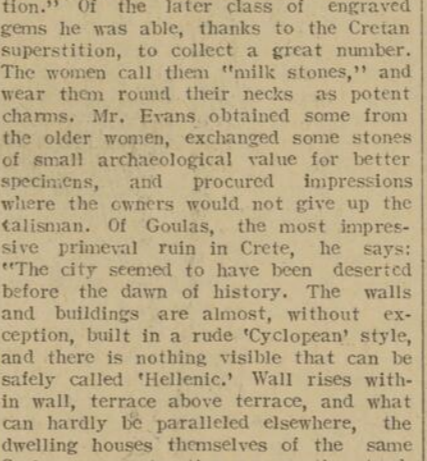 tion." Of the later class of engraved
gems he was able, thanks to the Cretan
superstition, to collect a great number.
The women call them "milk stones," and
wear them round their necks as potent
charms. Mr. Evans obtained some from
the older women, exchanged some stones
of small archaeological value for better
specimens, and procured impressions
where the owners would not give up the
talisman. Of Goulas, the most impres-
sive primeval ruin in Crete, he says:
"The city seemed to have been deserted
before the dawn of history. The walls
and buildings are almost, without ex-
ception, built in a rude 'Cyclopean' style,
and there is nothing visible that can be
safely called 'Hellenic.' Wall rises with-
in wall, terrace above terrace, and what
can hardly be paralleled elsewhere, the
dwelling houses themselves of the same